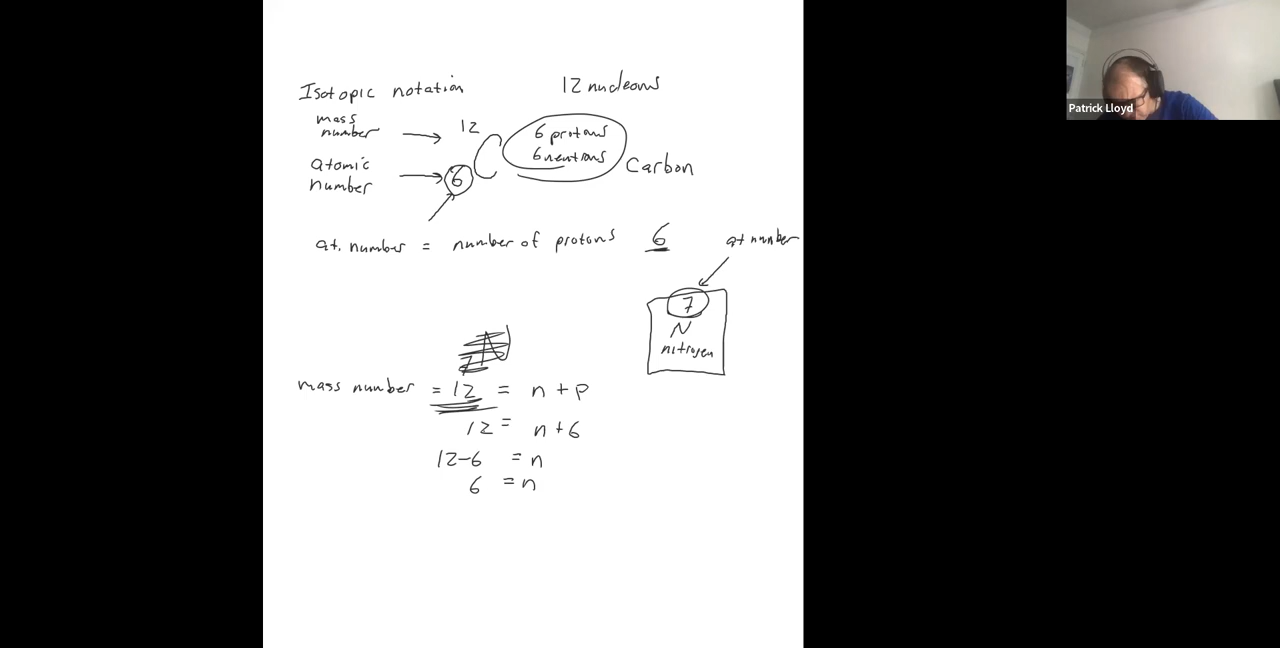 Isotopic notation
12 nucleons
mass
number
12
6 protons
6 neutrons
C
Carbon
atomic
number
6
at. number = number of protons 6
at number
7
N
nitrogen
mass number = 12 = n + p
12 = n + 6
12-6 = n
6 = n
Patrick Lloyd